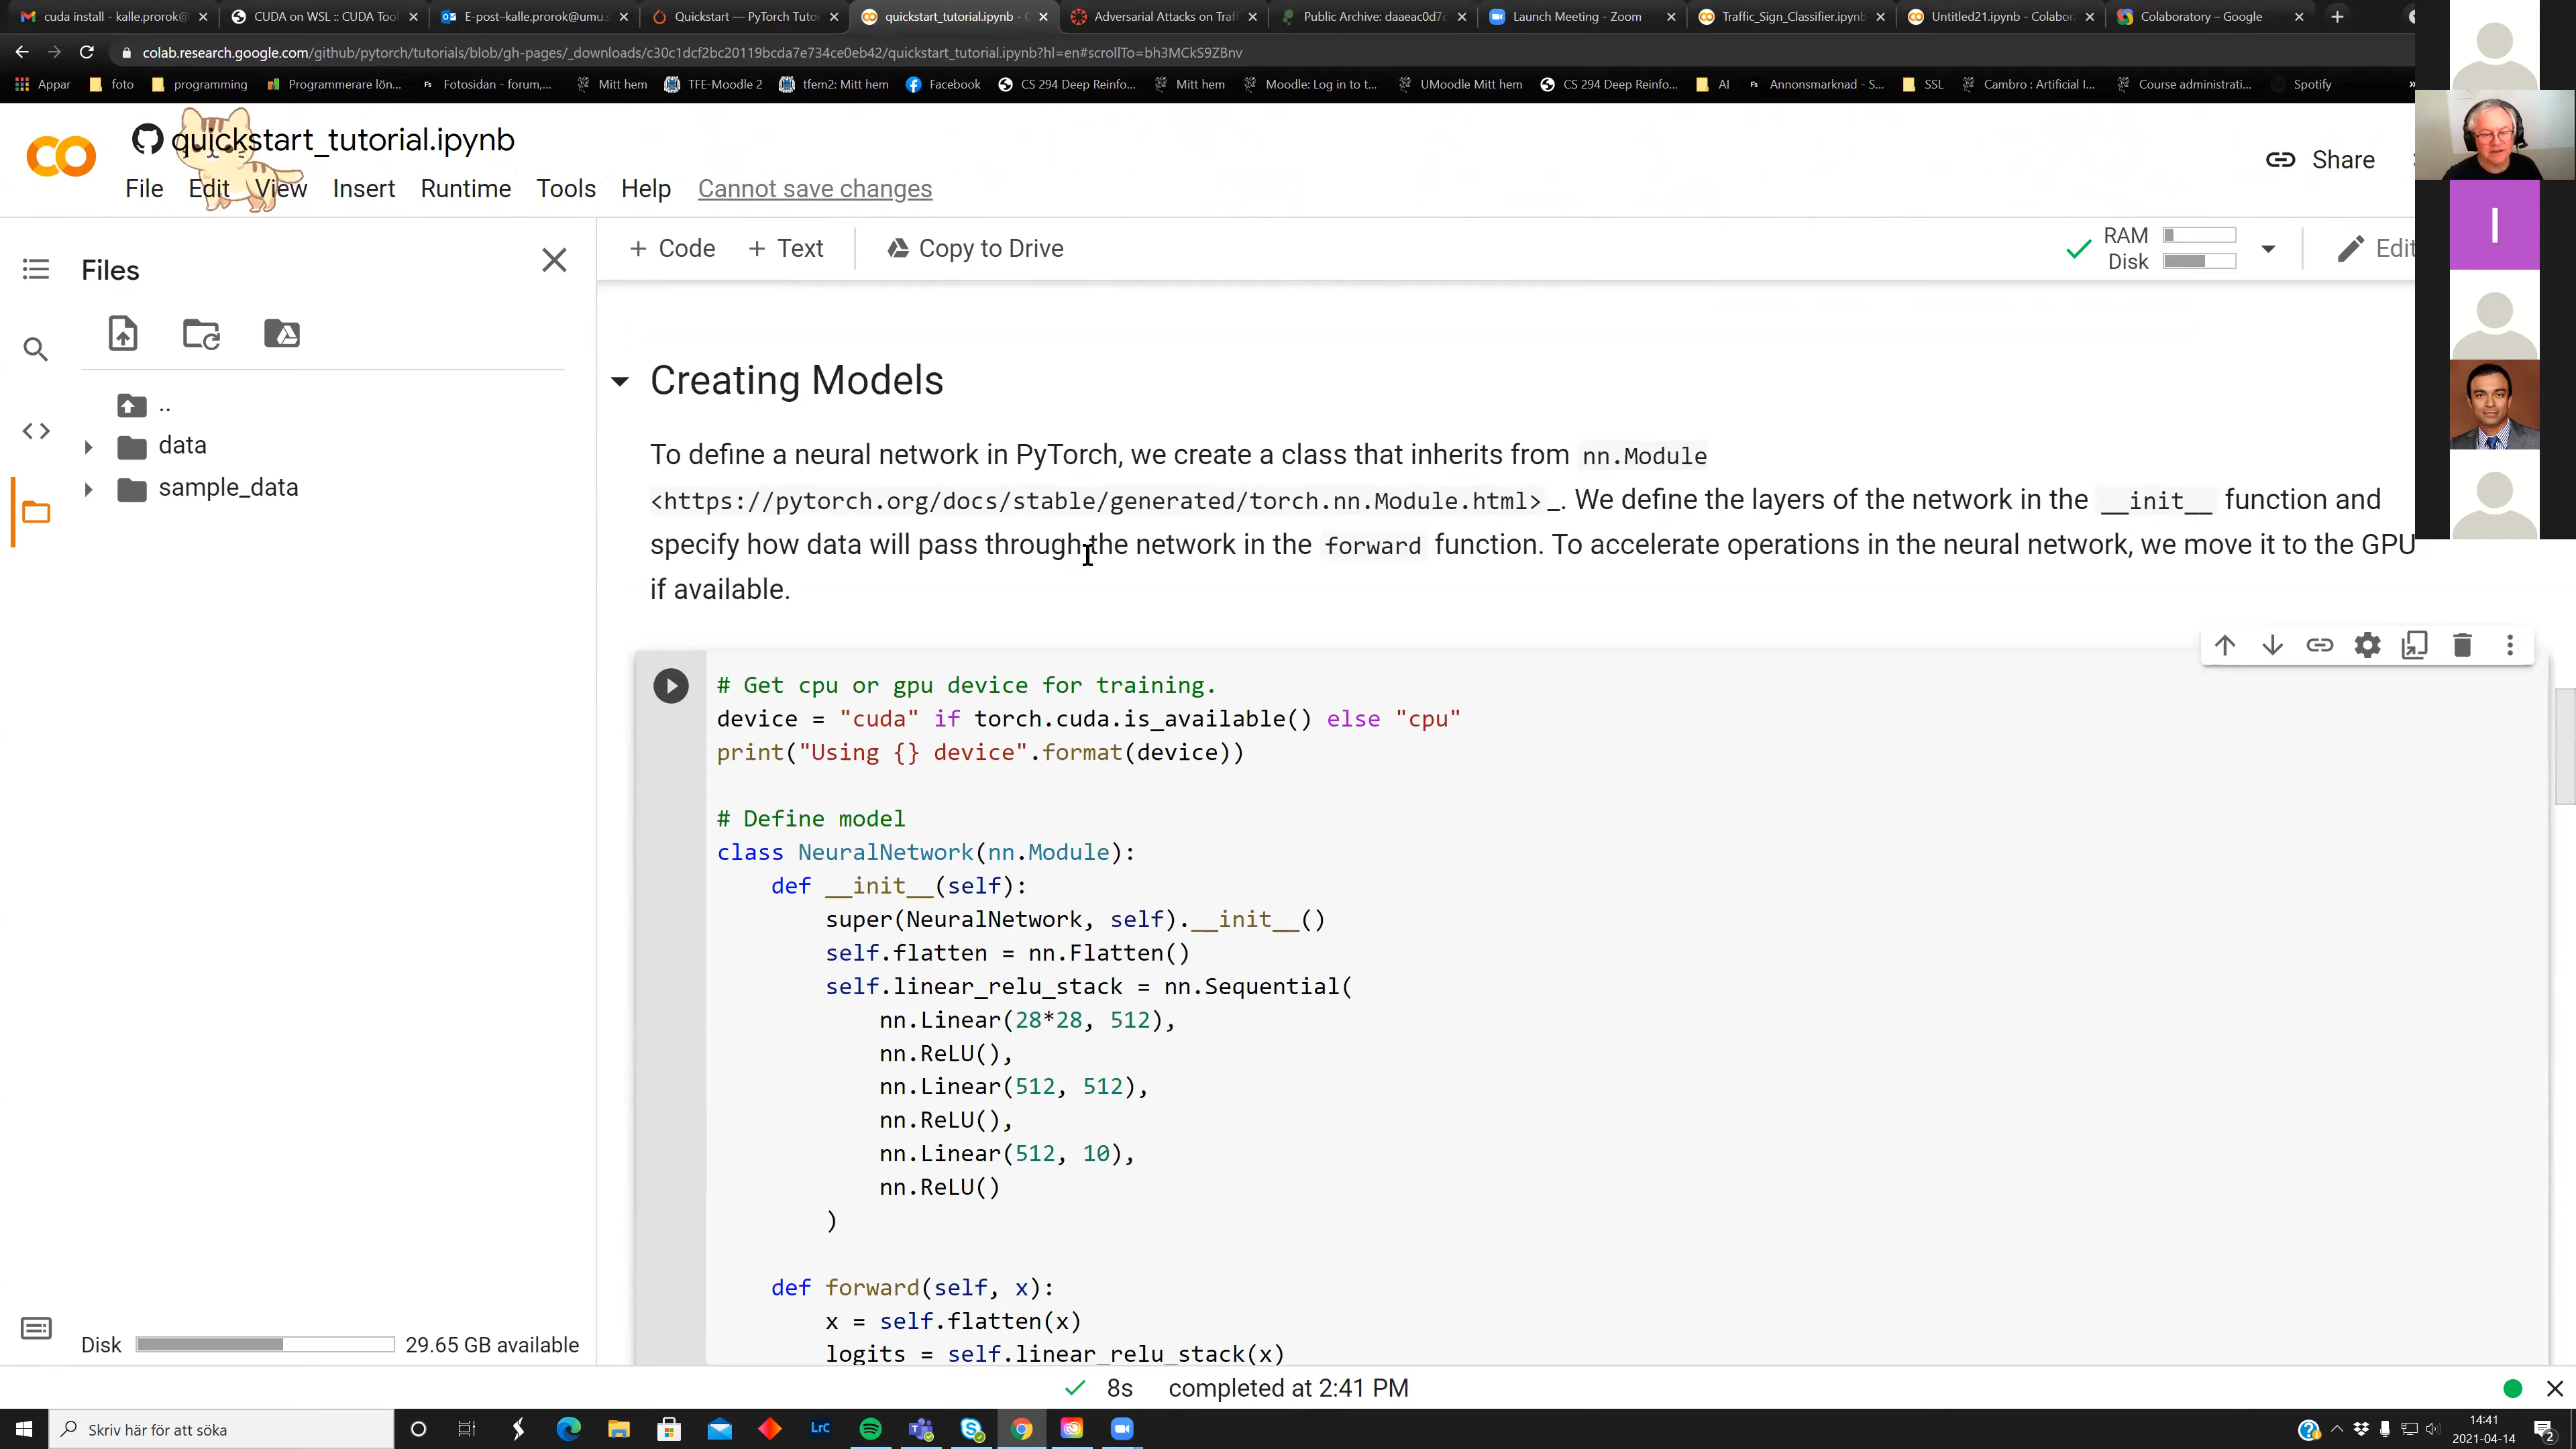 cuda install - kalle.prorok@
CUDA on WSL :: CUDA Tool
E-post–kalle.prorok@umu.s
Quickstart — PyTorch Tutor
quickstart_tutorial.ipynb - C
Adversarial Attacks on Traff
Public Archive: daaeac0d7c
Launch Meeting - Zoom
Traffic_Sign_Classifier.ipynb
Untitled21.ipynb - Colabor
Colaboratory – Google
colab.research.google.com/github/pytorch/tutorials/blob/gh-pages/_downloads/c30c1dcf2bc20119bcda7e734ce0eb42/quickstart_tutorial.ipynb?hl=en#scrollTo=bh3MCkS9ZBnv
Appar
foto
programming
Programmerare lön...
Fs Fotosidan - forum,...
Mitt hem
TFE-Moodle 2
tfem2: Mitt hem
Facebook
CS 294 Deep Reinfo...
Mitt hem
Moodle: Log in to t...
UMoodle Mitt hem
CS 294 Deep Reinfo...
AI
Fs Annonsmarknad - S...
SSL
Cambro : Artificial I...
Course administrati...
Spotify
»
quickstart_tutorial.ipynb
File Edit View Insert Runtime Tools Help Cannot save changes
Share
I
Files
+ Code + Text Copy to Drive
RAM
Disk
Edit
..
data
sample_data
Creating Models
To define a neural network in PyTorch, we create a class that inherits from nn.Module
<https://pytorch.org/docs/stable/generated/torch.nn.Module.html>_. We define the layers of the network in the __init__ function and
specify how data will pass through the network in the forward function. To accelerate operations in the neural network, we move it to the GPU
if available.
# Get cpu or gpu device for training.
device = "cuda" if torch.cuda.is_available() else "cpu"
print("Using {} device".format(device))
# Define model
class NeuralNetwork(nn.Module):
def __init__(self):
super(NeuralNetwork, self).__init__()
self.flatten = nn.Flatten()
self.linear_relu_stack = nn.Sequential(
nn.Linear(28*28, 512),
nn.ReLU(),
nn.Linear(512, 512),
nn.ReLU(),
nn.Linear(512, 10),
nn.ReLU()
)
def forward(self, x):
x = self.flatten(x)
logits = self.linear_relu_stack(x)
Disk 29.65 GB available
8s completed at 2:41 PM
Skriv här för att söka
LrC
14:41
2021-04-14
2